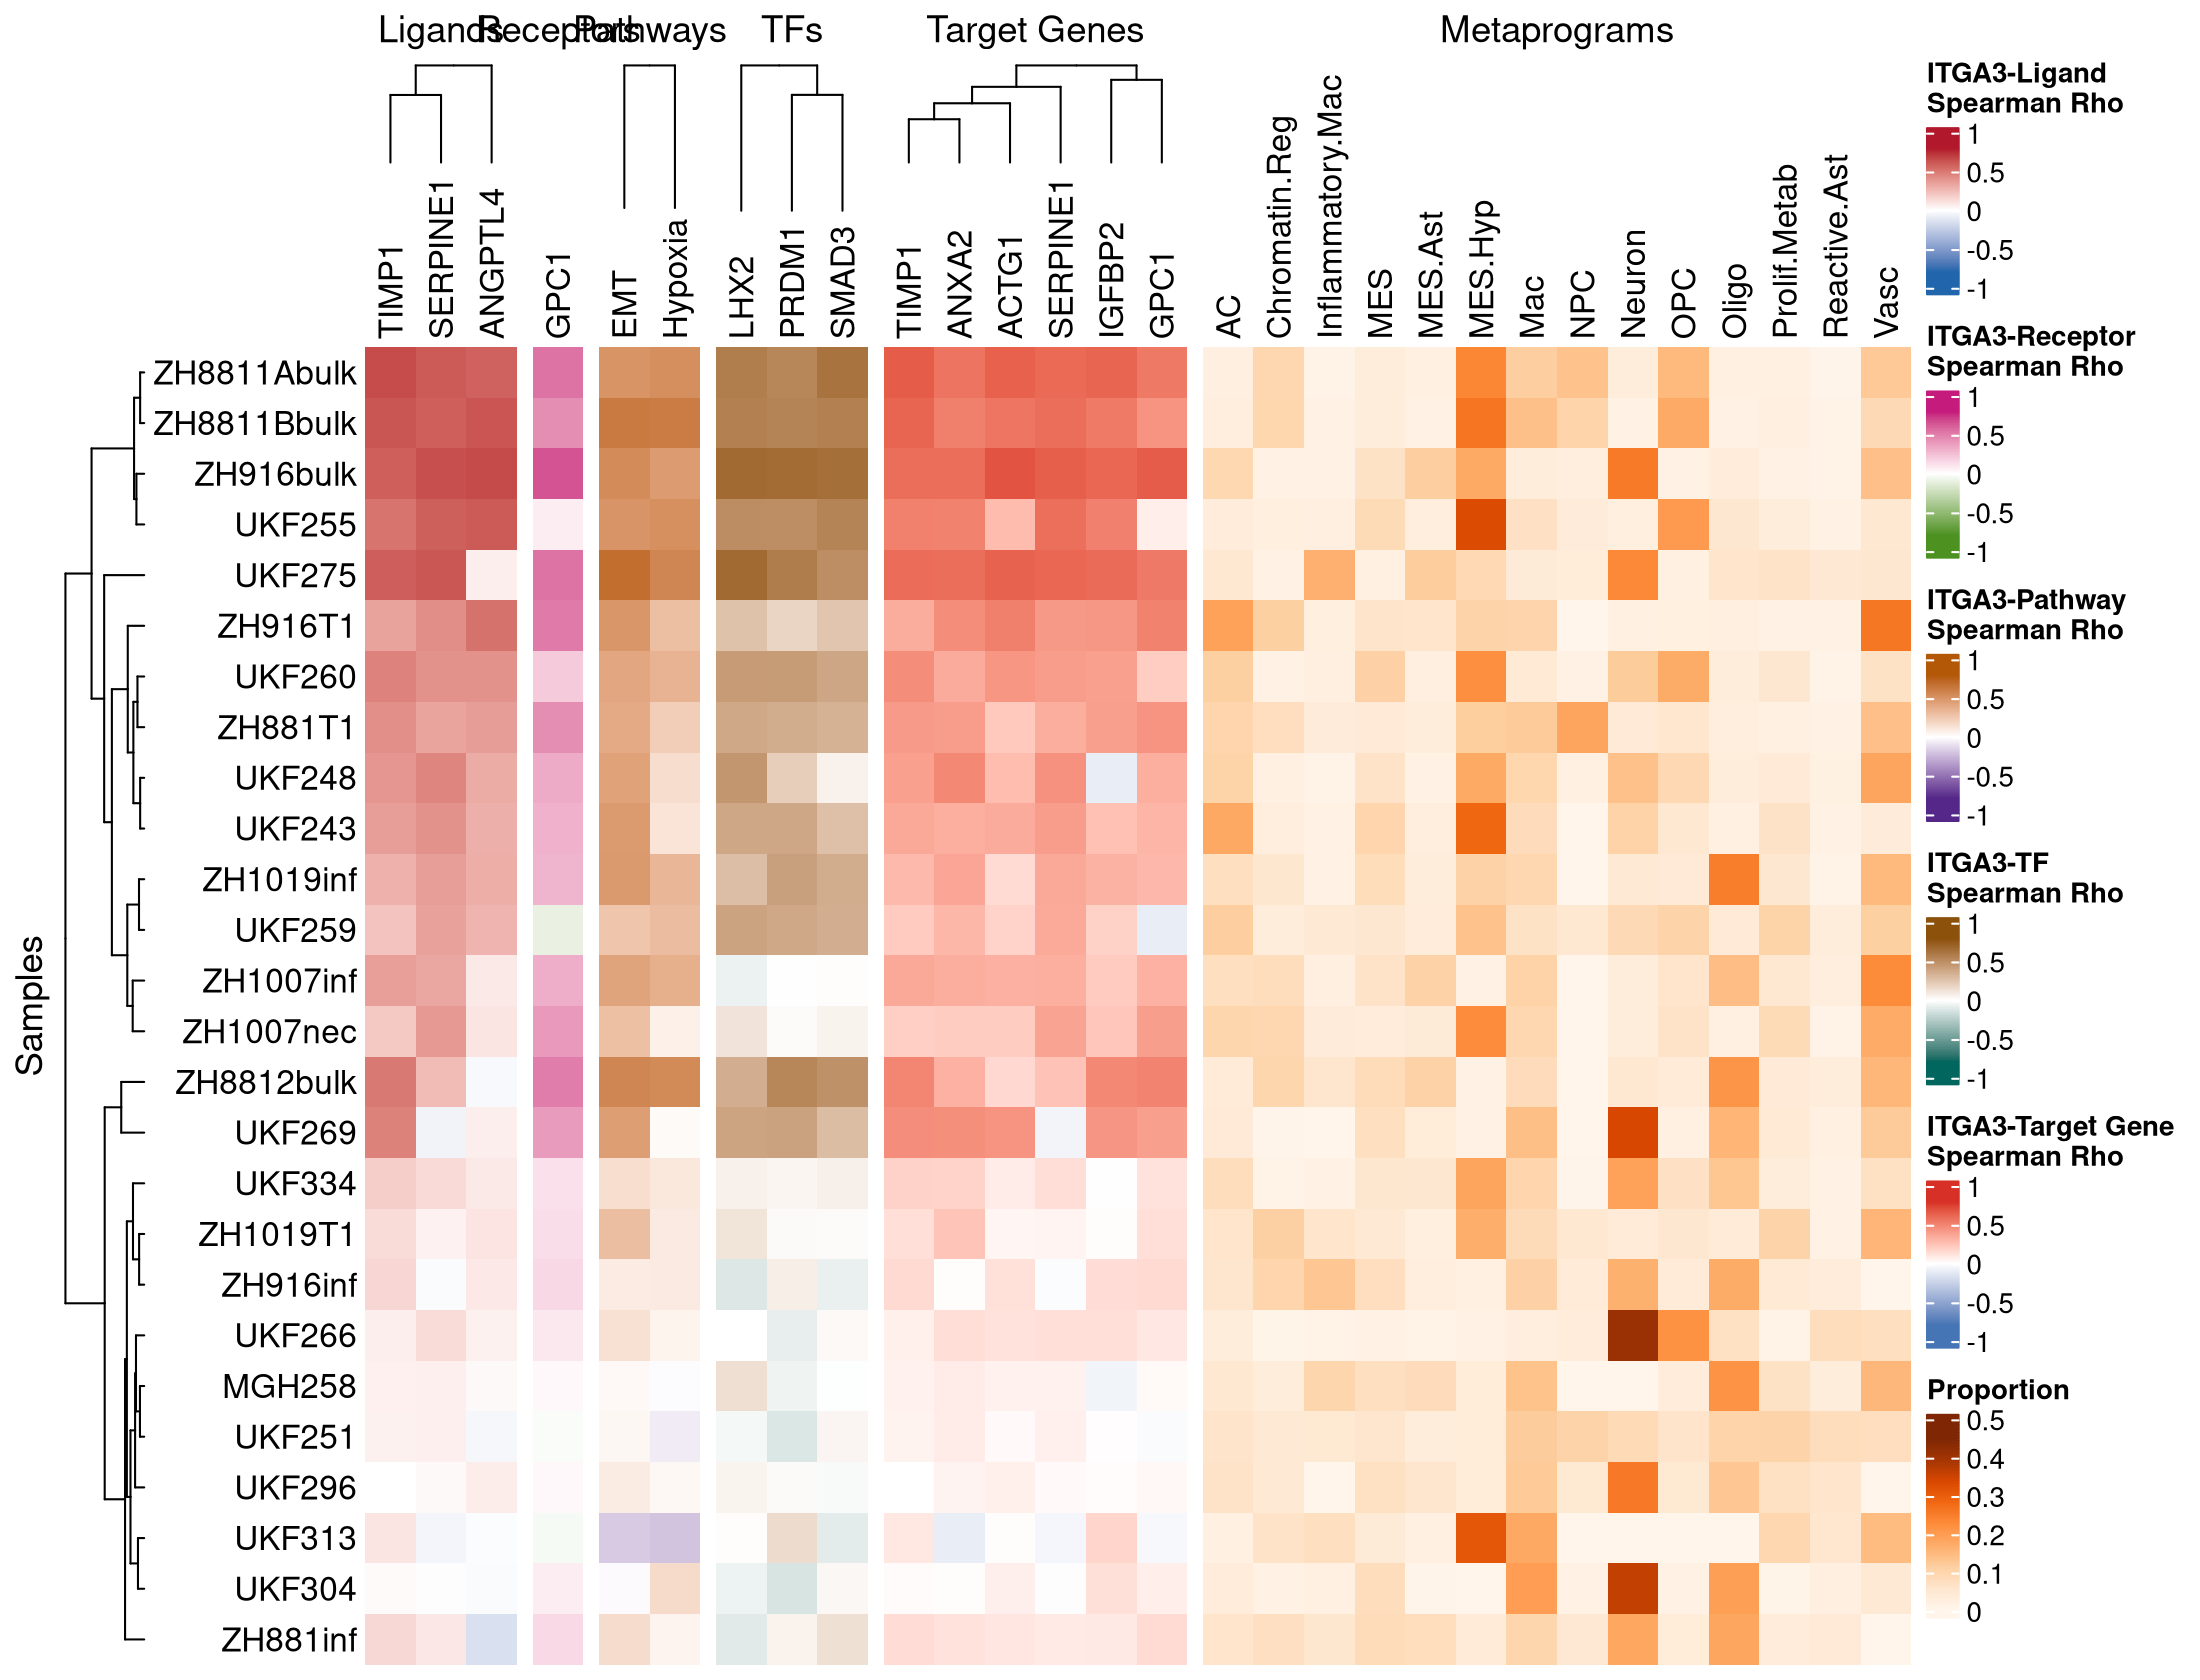 Ligands Receptors Pathways TFs Target Genes Metaprograms
TIMP1 SERPINE1 ANGPTL4 GPC1 EMT Hypoxia LHX2 PRDM1 SMAD3 TIMP1 ANXA2 ACTG1 SERPINE1 IGFBP2 GPC1 AC Chromatin.Reg Inflammatory.Mac MES MES.Ast MES.Hyp Mac NPC Neuron OPC Oligo Prolif.Metab Reactive.Ast Vasc
Samples
ZH8811Abulk
ZH8811Bbulk
ZH916bulk
UKF255
UKF275
ZH916T1
UKF260
ZH881T1
UKF248
UKF243
ZH1019inf
UKF259
ZH1007inf
ZH1007nec
ZH8812bulk
UKF269
UKF334
ZH1019T1
ZH916inf
UKF266
MGH258
UKF251
UKF296
UKF313
UKF304
ZH881inf
ITGA3-Ligand
Spearman Rho
1
0.5
0
-0.5
-1
ITGA3-Receptor
Spearman Rho
1
0.5
0
-0.5
-1
ITGA3-Pathway
Spearman Rho
1
0.5
0
-0.5
-1
ITGA3-TF
Spearman Rho
1
0.5
0
-0.5
-1
ITGA3-Target Gene
Spearman Rho
1
0.5
0
-0.5
-1
Proportion
0.5
0.4
0.3
0.2
0.1
0